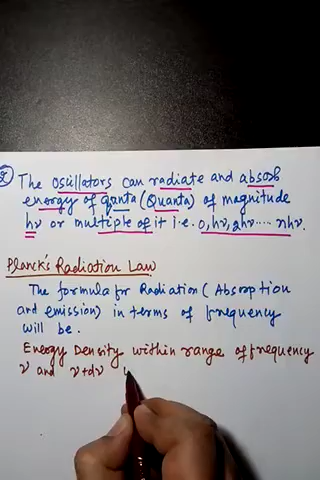 ② The oscillators can radiate and absorb
energy of qanta (Quanta) of magnitude
hν or multiple of it i.e. 0, hν, 2hν .... nhν.
Planck's Radiation Law
The formula for Radiation (Absorption
and emission) in terms of frequency
will be.
Energy Density within range of frequency
ν and ν+dν